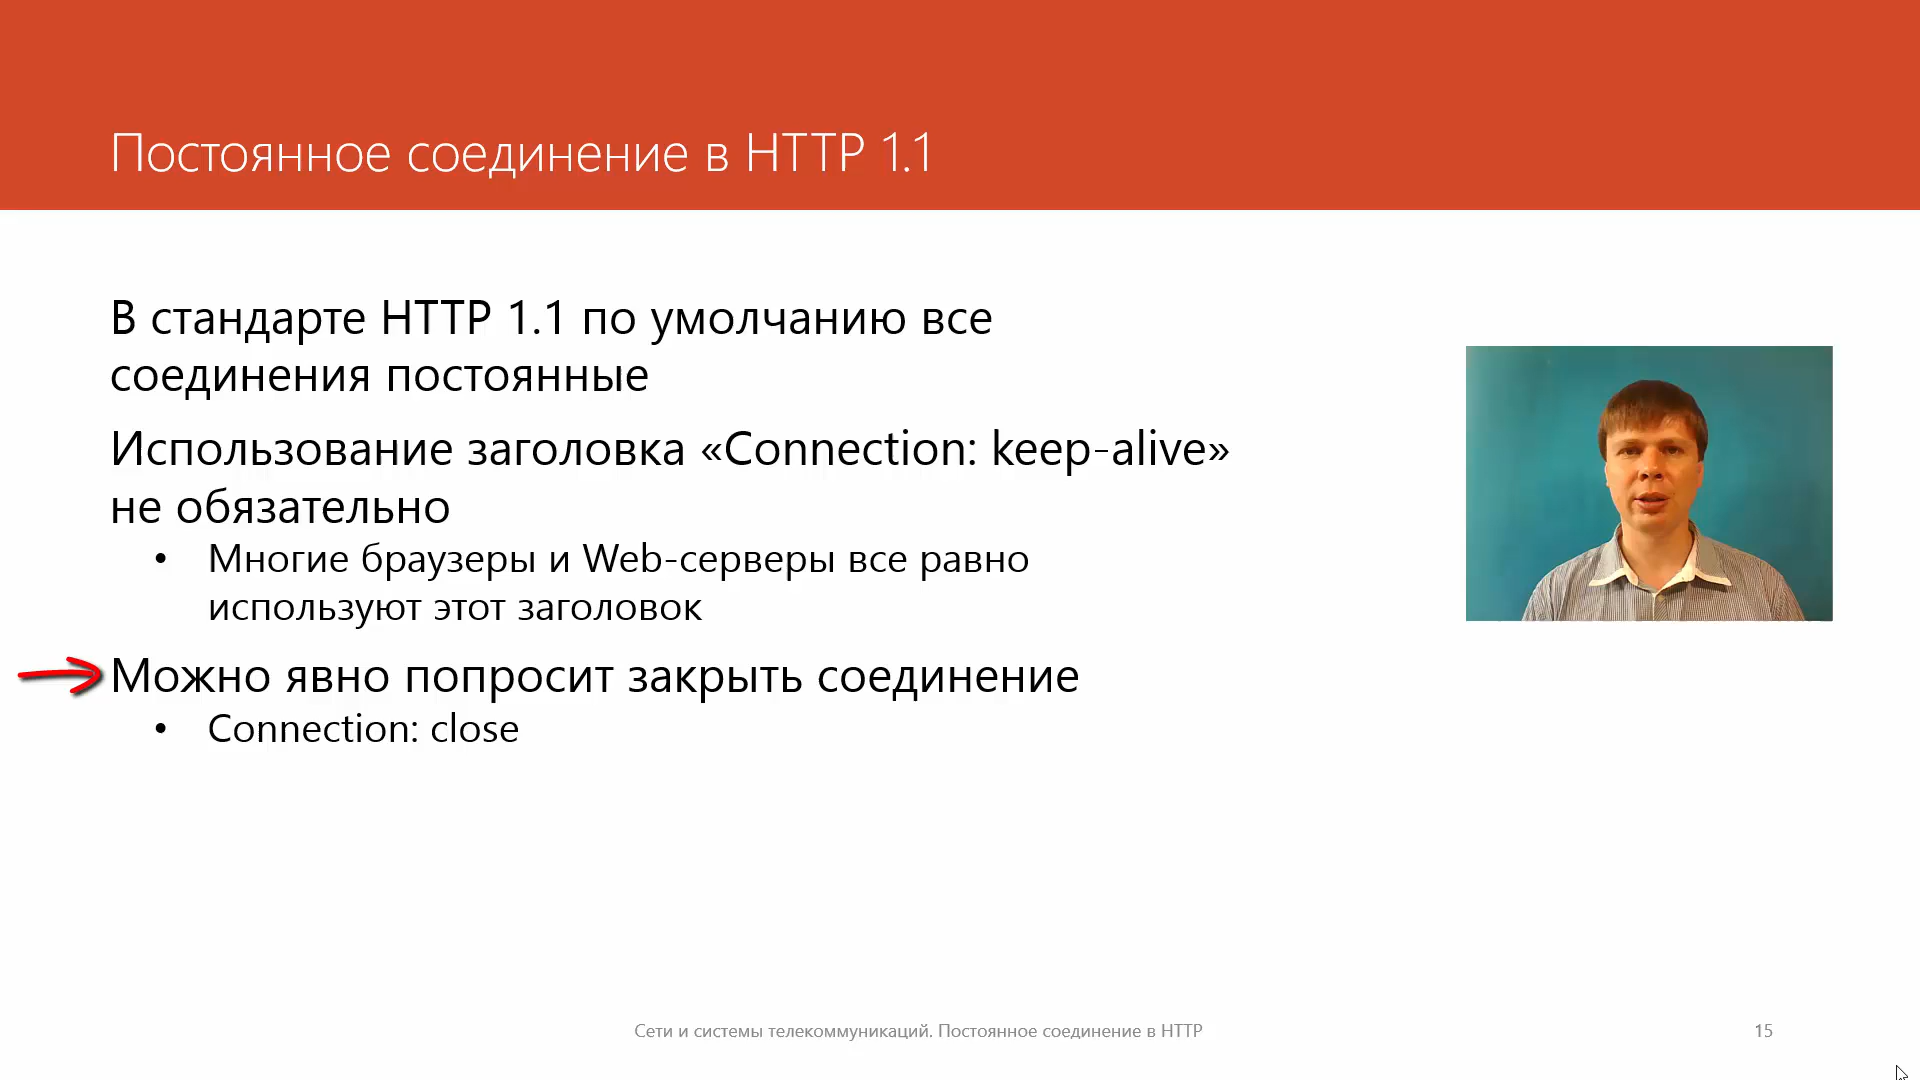 Постоянное соединение в HTTP 1.1
В стандарте HTTP 1.1 по умолчанию все
соединения постоянные
Использование заголовка «Connection: keep-alive»
не обязательно
• Многие браузеры и Web-серверы все равно
используют этот заголовок
Можно явно попросит закрыть соединение
• Connection: close
Сети и системы телекоммуникаций. Постоянное соединение в HTTP
15